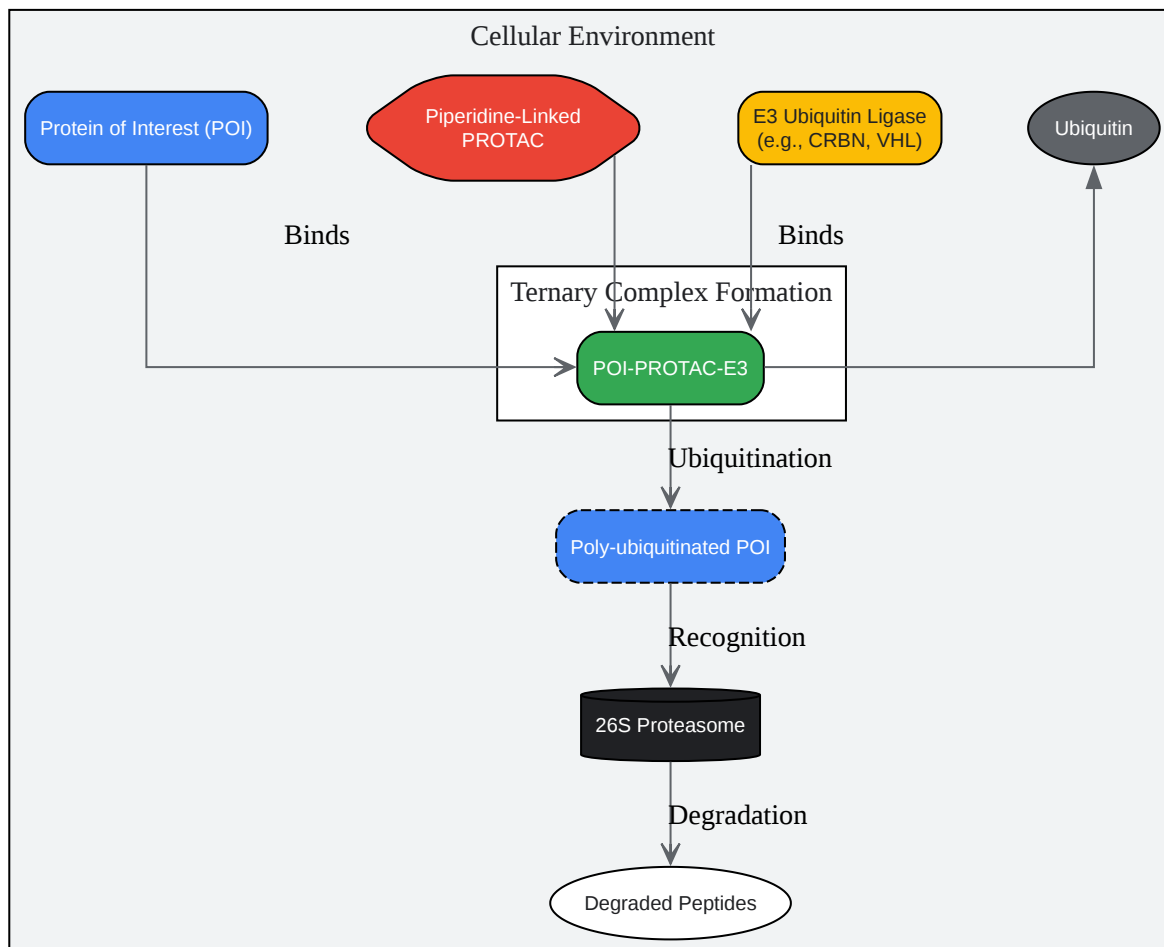 Cellular Environment
Protein of Interest (POI)
Piperidine-Linked
PROTAC
E3 Ubiquitin Ligase
(e.g., CRBN, VHL)
Ubiquitin
Binds
Binds
Ternary Complex Formation
POI-PROTAC-E3
Ubiquitination
Poly-ubiquitinated POI
Recognition
26S Proteasome
Degradation
Degraded Peptides